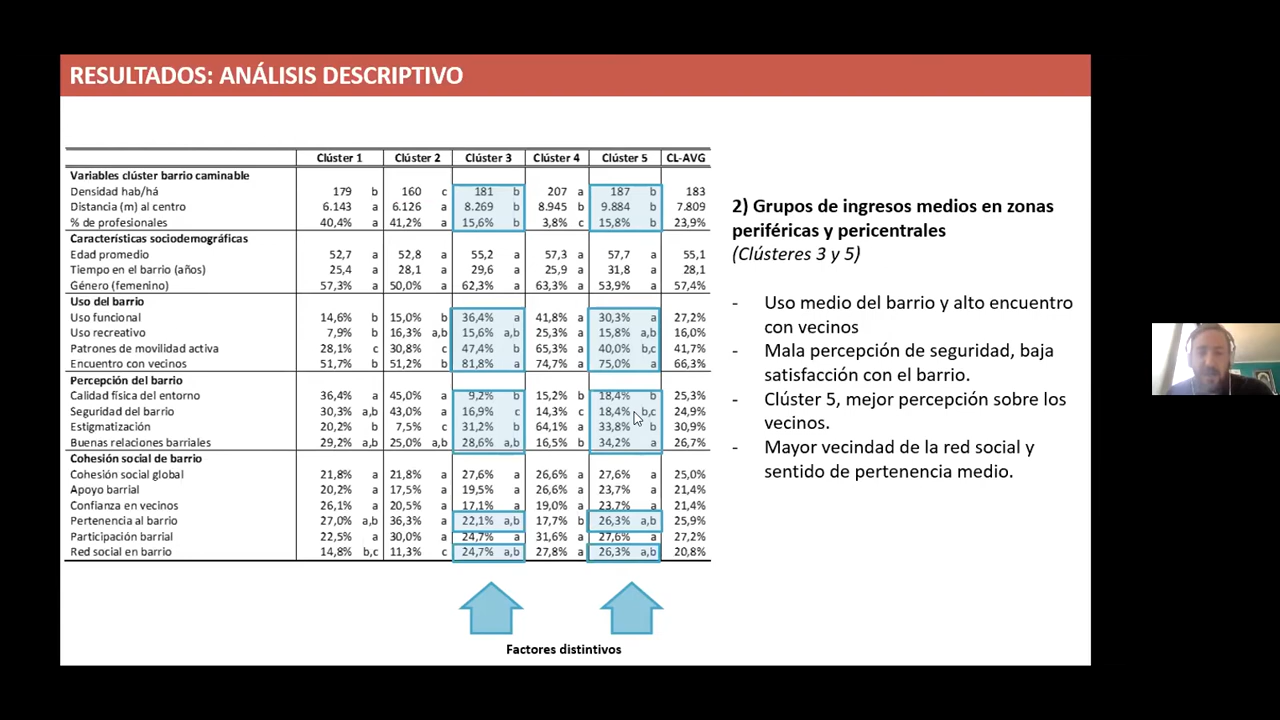 RESULTADOS: ANÁLISIS DESCRIPTIVO
Clúster 1 Clúster 2 Clúster 3 Clúster 4 Clúster 5 CL-AVG
Variables clúster barrio caminable
Densidad hab/há 179 b 160 c 181 b 207 a 187 b 183
Distancia (m) al centro 6.143 a 6.126 a 8.269 b 8.945 b 9.884 b 7.809
% de profesionales 40,4% a 41,2% a 15,6% b 3,8% c 15,8% b 23,9%
Características sociodemográficas
Edad promedio 52,7 a 52,8 a 55,2 a 57,3 a 57,7 a 55,1
Tiempo en el barrio (años) 25,4 a 28,1 a 29,6 a 25,9 a 31,8 a 28,1
Género (femenino) 57,3% a 50,0% a 62,3% a 63,3% a 53,9% a 57,4%
Uso del barrio
Uso funcional 14,6% b 15,0% b 36,4% a 41,8% a 30,3% a 27,2%
Uso recreativo 7,9% b 16,3% a,b 15,6% a,b 25,3% a 15,8% a,b 16,0%
Patrones de movilidad activa 28,1% c 30,8% c 47,4% b 65,3% a 40,0% b,c 41,7%
Encuentro con vecinos 51,7% b 51,2% b 81,8% a 74,7% a 75,0% a 66,3%
Percepción del barrio
Calidad física del entorno 36,4% a 45,0% a 9,2% b 15,2% b 18,4% b 25,3%
Seguridad del barrio 30,3% a,b 43,0% a 16,9% c 14,3% c 18,4% b,c 24,9%
Estigmatización 20,2% b 7,5% c 31,2% b 64,1% a 33,8% b 30,9%
Buenas relaciones barriales 29,2% a,b 25,0% a,b 28,6% a,b 16,5% b 34,2% a 26,7%
Cohesión social de barrio
Cohesión social global 21,8% a 21,8% a 27,6% a 26,6% a 27,6% a 25,0%
Apoyo barrial 20,2% a 17,5% a 19,5% a 26,6% a 23,7% a 21,4%
Confianza en vecinos 26,1% a 20,5% a 17,1% a 19,0% a 23,7% a 21,4%
Pertenencia al barrio 27,0% a,b 36,3% a 22,1% a,b 17,7% b 26,3% a,b 25,9%
Participación barrial 22,5% a 30,0% a 24,7% a 31,6% a 27,6% a 27,2%
Red social en barrio 14,8% b,c 11,3% c 24,7% a,b 27,8% a 26,3% a,b 20,8%
Factores distintivos
2) Grupos de ingresos medios en zonas
periféricas y pericentrales
(Clústeres 3 y 5)
- Uso medio del barrio y alto encuentro
con vecinos
- Mala percepción de seguridad, baja
satisfacción con el barrio.
- Clúster 5, mejor percepción sobre los
vecinos.
- Mayor vecindad de la red social y
sentido de pertenencia medio.